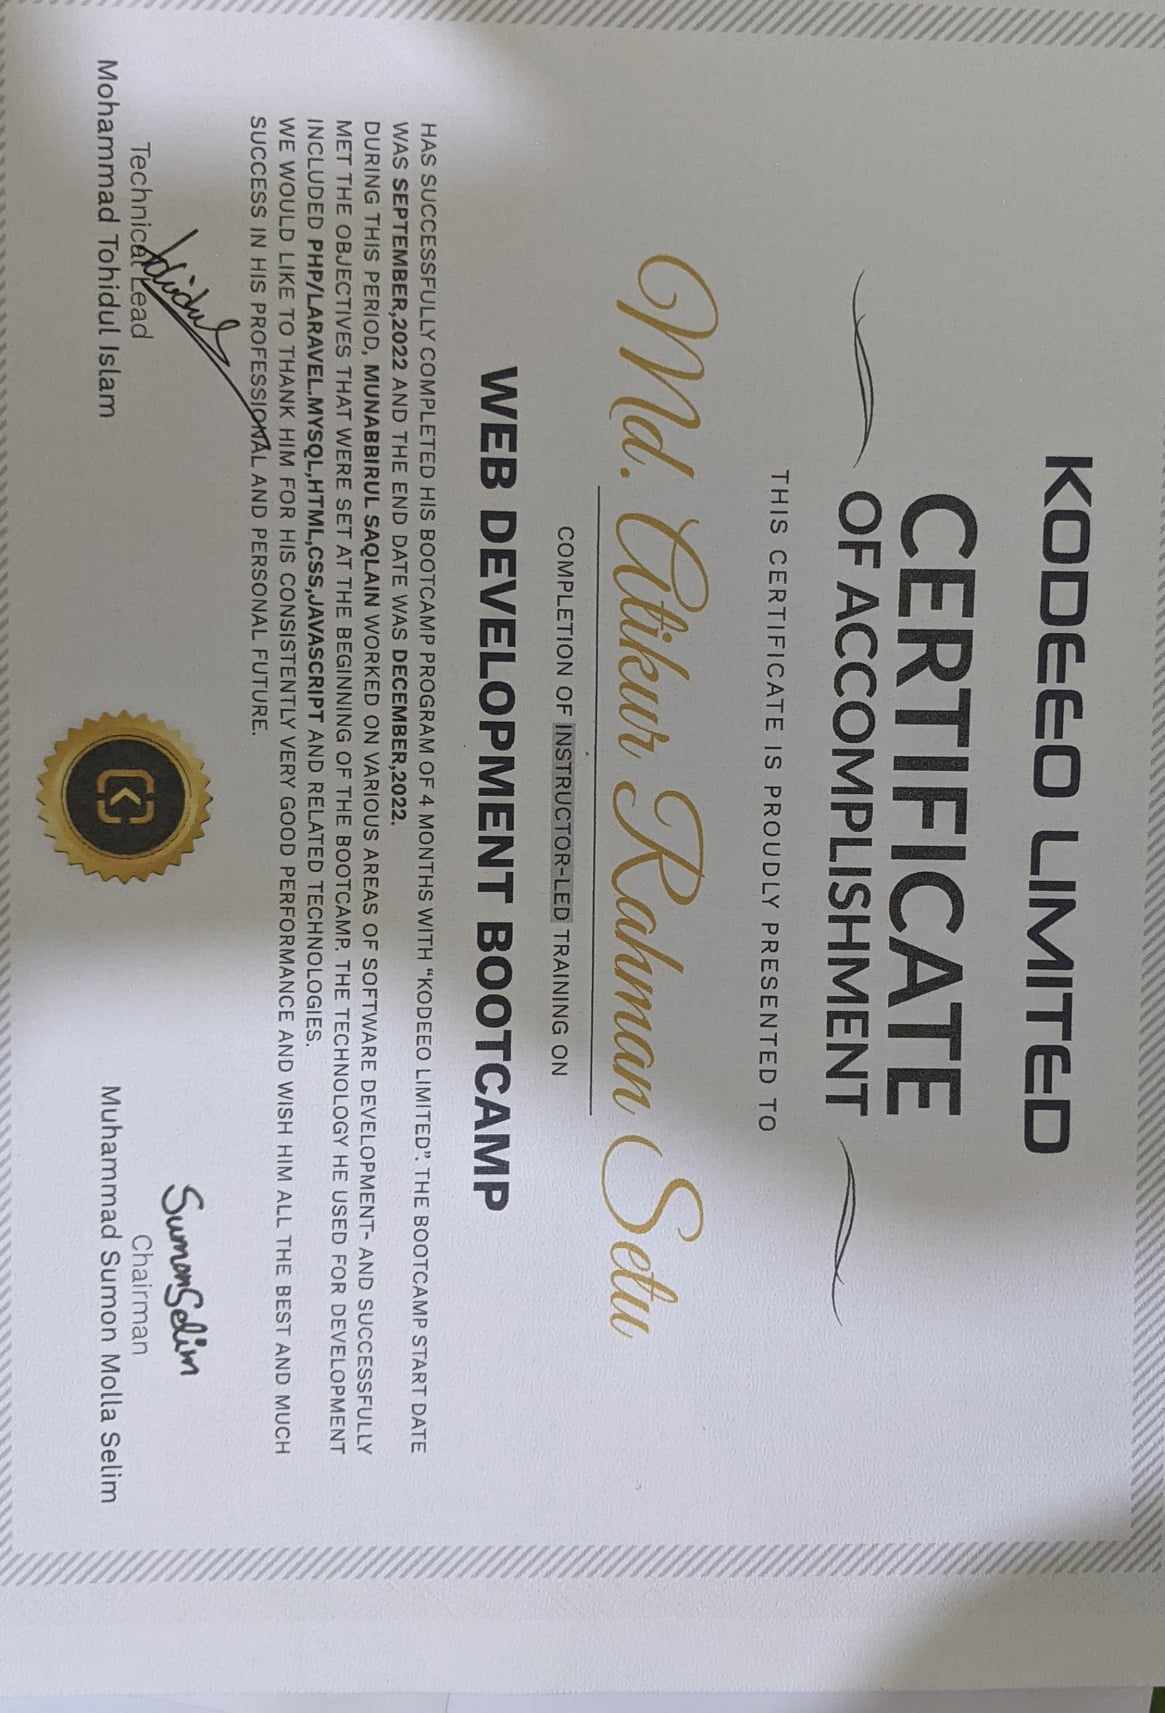 KODEEO LIMITED
CERTIFICATE
OF ACCOMPLISHMENT
THIS CERTIFICATE IS PROUDLY PRESENTED TO
Md. Atikur Rahman Setu
COMPLETION OF INSTRUCTOR-LED TRAINING ON
WEB DEVELOPMENT BOOTCAMP
HAS SUCCESSFULLY COMPLETED HIS BOOTCAMP PROGRAM OF 4 MONTHS WITH "KODEEO LIMITED". THE BOOTCAMP START DATE
WAS SEPTEMBER,2022 AND THE END DATE WAS DECEMBER,2022.
DURING THIS PERIOD, MUNABBIRUL SAQLAIN WORKED ON VARIOUS AREAS OF SOFTWARE DEVELOPMENT- AND SUCCESSFULLY
MET THE OBJECTIVES THAT WERE SET AT THE BEGINNING OF THE BOOTCAMP. THE TECHNOLOGY HE USED FOR DEVELOPMENT
INCLUDED PHP/LARAVEL.MYSQL,HTML,CSS,JAVASCRIPT AND RELATED TECHNOLOGIES.
WE WOULD LIKE TO THANK HIM FOR HIS CONSISTENTLY VERY GOOD PERFORMANCE AND WISH HIM ALL THE BEST AND MUCH
SUCCESS IN HIS PROFESSIONAL AND PERSONAL FUTURE.
Technical Lead
Mohammad Tohidul Islam
K
SumonSelim
Chairman
Muhammad Sumon Molla Selim